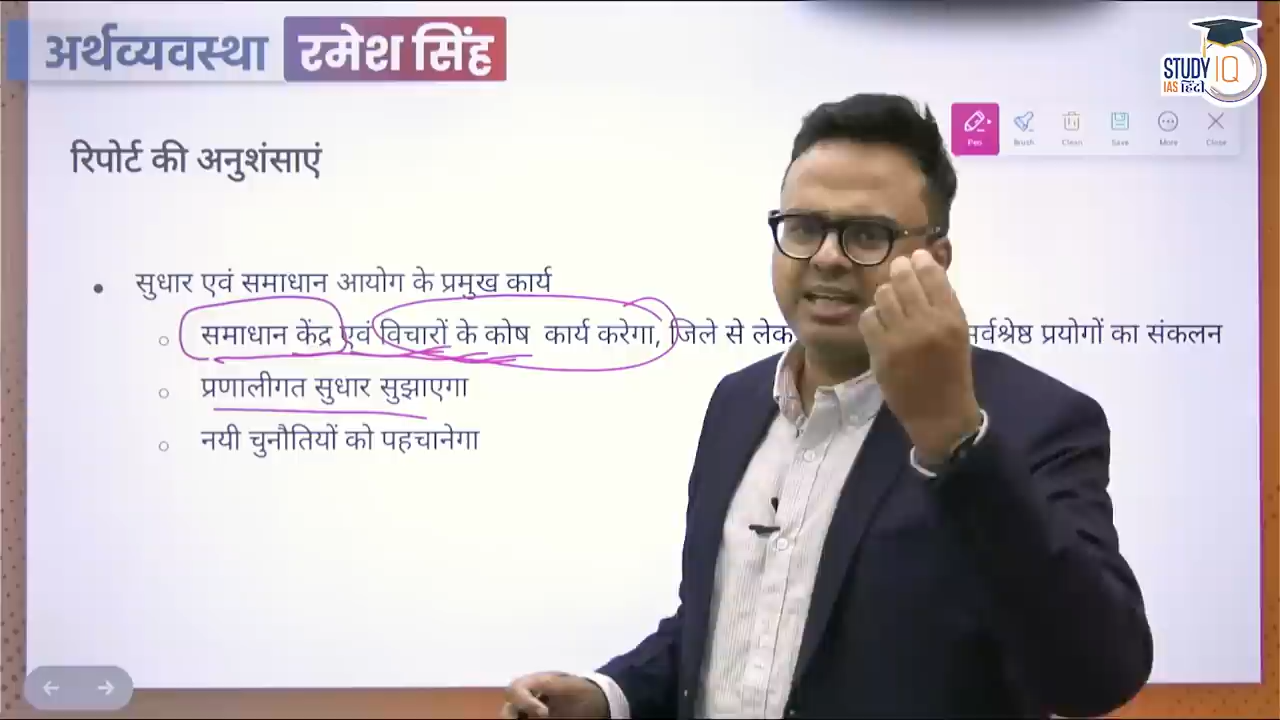 अर्थव्यवस्था रमेश सिंह
STUDY IQ
IAS हिंदी
Pen Brush Clean Save More Close
रिपोर्ट की अनुशंसाएं
सुधार एवं समाधान आयोग के प्रमुख कार्य
समाधान केंद्र एवं विचारों के कोष कार्य करेगा, जिले से लेक सर्वश्रेष्ठ प्रयोगों का संकलन
प्रणालीगत सुधार सुझाएगा
नयी चुनौतियों को पहचानेगा